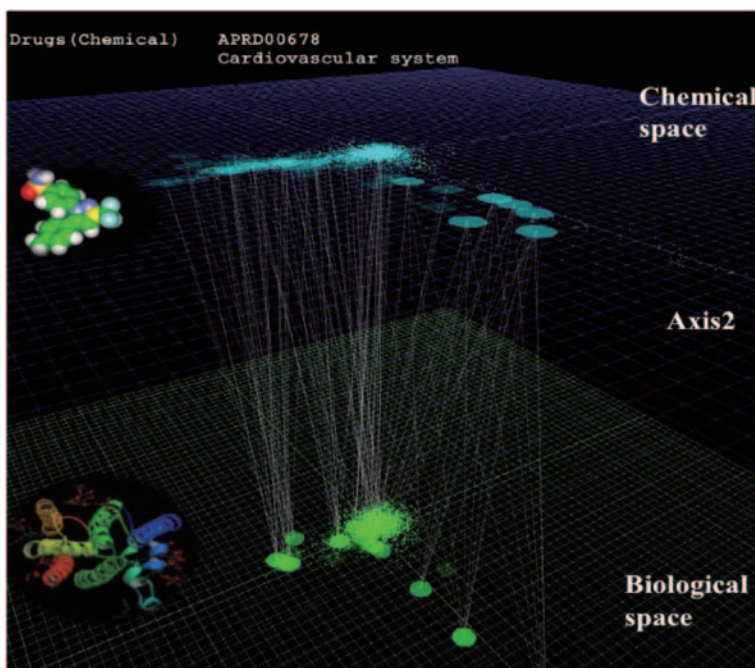 Drugs(Chemical) APRD00678
Cardiovascular system
Chemical
space
Axis2
Biological
space